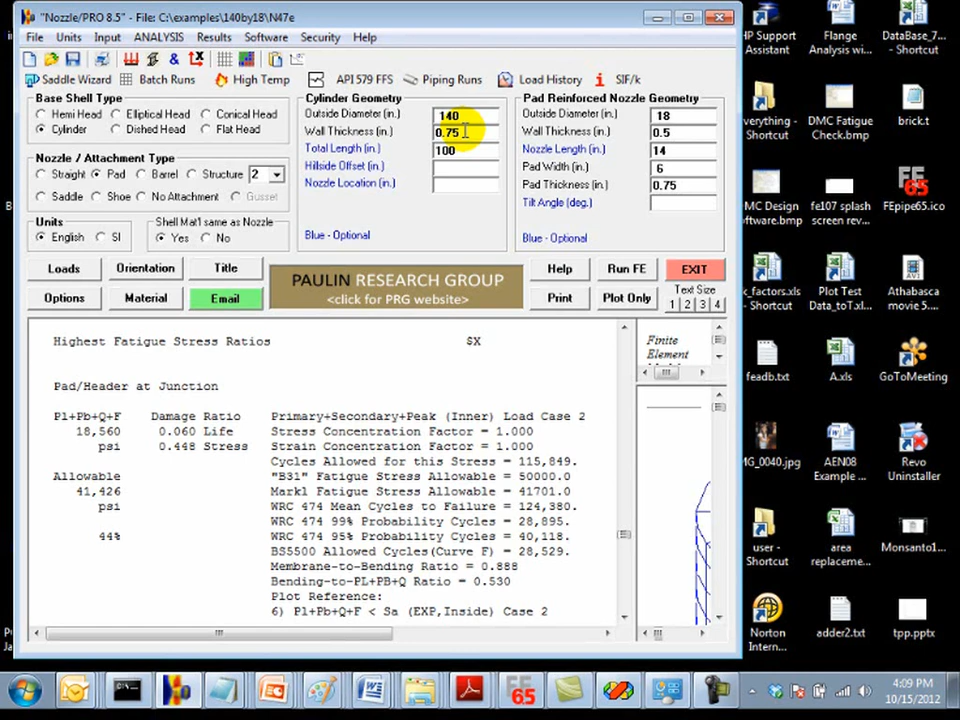 "Nozzle/PRO 8.5" - File: C:\examples\140by18\N47e
File Units Input ANALYSIS Results Software Security Help
Saddle Wizard Batch Runs High Temp API 579 FFS Piping Runs Load History SIF/k
Base Shell Type
Hemi Head Elliptical Head Conical Head
Cylinder Dished Head Flat Head
Nozzle / Attachment Type
Straight Pad Barrel Structure 2
Saddle Shoe No Attachment Gusset
Units
English SI
Shell Mat1 same as Nozzle
Yes No
Cylinder Geometry
Outside Diameter (in.) 140
Wall Thickness (in.) 0.75
Total Length (in.) 100
Hillside Offset (in.)
Nozzle Location (in.)
Blue - Optional
Pad Reinforced Nozzle Geometry
Outside Diameter (in.) 18
Wall Thickness (in.) 0.5
Nozzle Length (in.) 14
Pad Width (in.) 6
Pad Thickness (in.) 0.75
Tilt Angle (deg.)
Blue - Optional
Loads Orientation Title
Options Material Email
PAULIN RESEARCH GROUP
<click for PRG website>
Help Run FE EXIT
Print Plot Only
Text Size
1 2 3 4
Highest Fatigue Stress Ratios $X
Pad/Header at Junction
Pl+Pb+Q+F Damage Ratio Primary+Secondary+Peak (Inner) Load Case 2
18,560 0.060 Life Stress Concentration Factor = 1.000
psi 0.448 Stress Strain Concentration Factor = 1.000
Cycles Allowed for this Stress = 115,849.
Allowable "B31" Fatigue Stress Allowable = 50000.0
41,426 Markl Fatigue Stress Allowable = 41701.0
psi WRC 474 Mean Cycles to Failure = 124,380.
WRC 474 99% Probability Cycles = 28,895.
44% WRC 474 95% Probability Cycles = 40,118.
BS5500 Allowed Cycles(Curve F) = 28,529.
Membrane-to-Bending Ratio = 0.888
Bending-to-PL+PB+Q Ratio = 0.530
Plot Reference:
6) Pl+Pb+Q+F < Sa (EXP,Inside) Case 2
Finite
Element
HP Support
Assistant
Flange
Analysis wi...
DataBase_7...
- Shortcut
DMC Fatigue
Check.bmp
brick.t
fe107 splash
screen rev...
FEpipe65.ico
Plot Test
Data_toT.x...
Athabasca
movie 5....
feadb.txt
A.xls
GoToMeeting
AEN08
Example ...
Revo
Uninstaller
user -
Shortcut
area
replaceme...
Monsanto1...
Norton
Intern...
adder2.txt
tpp.pptx
4:09 PM
10/15/2012